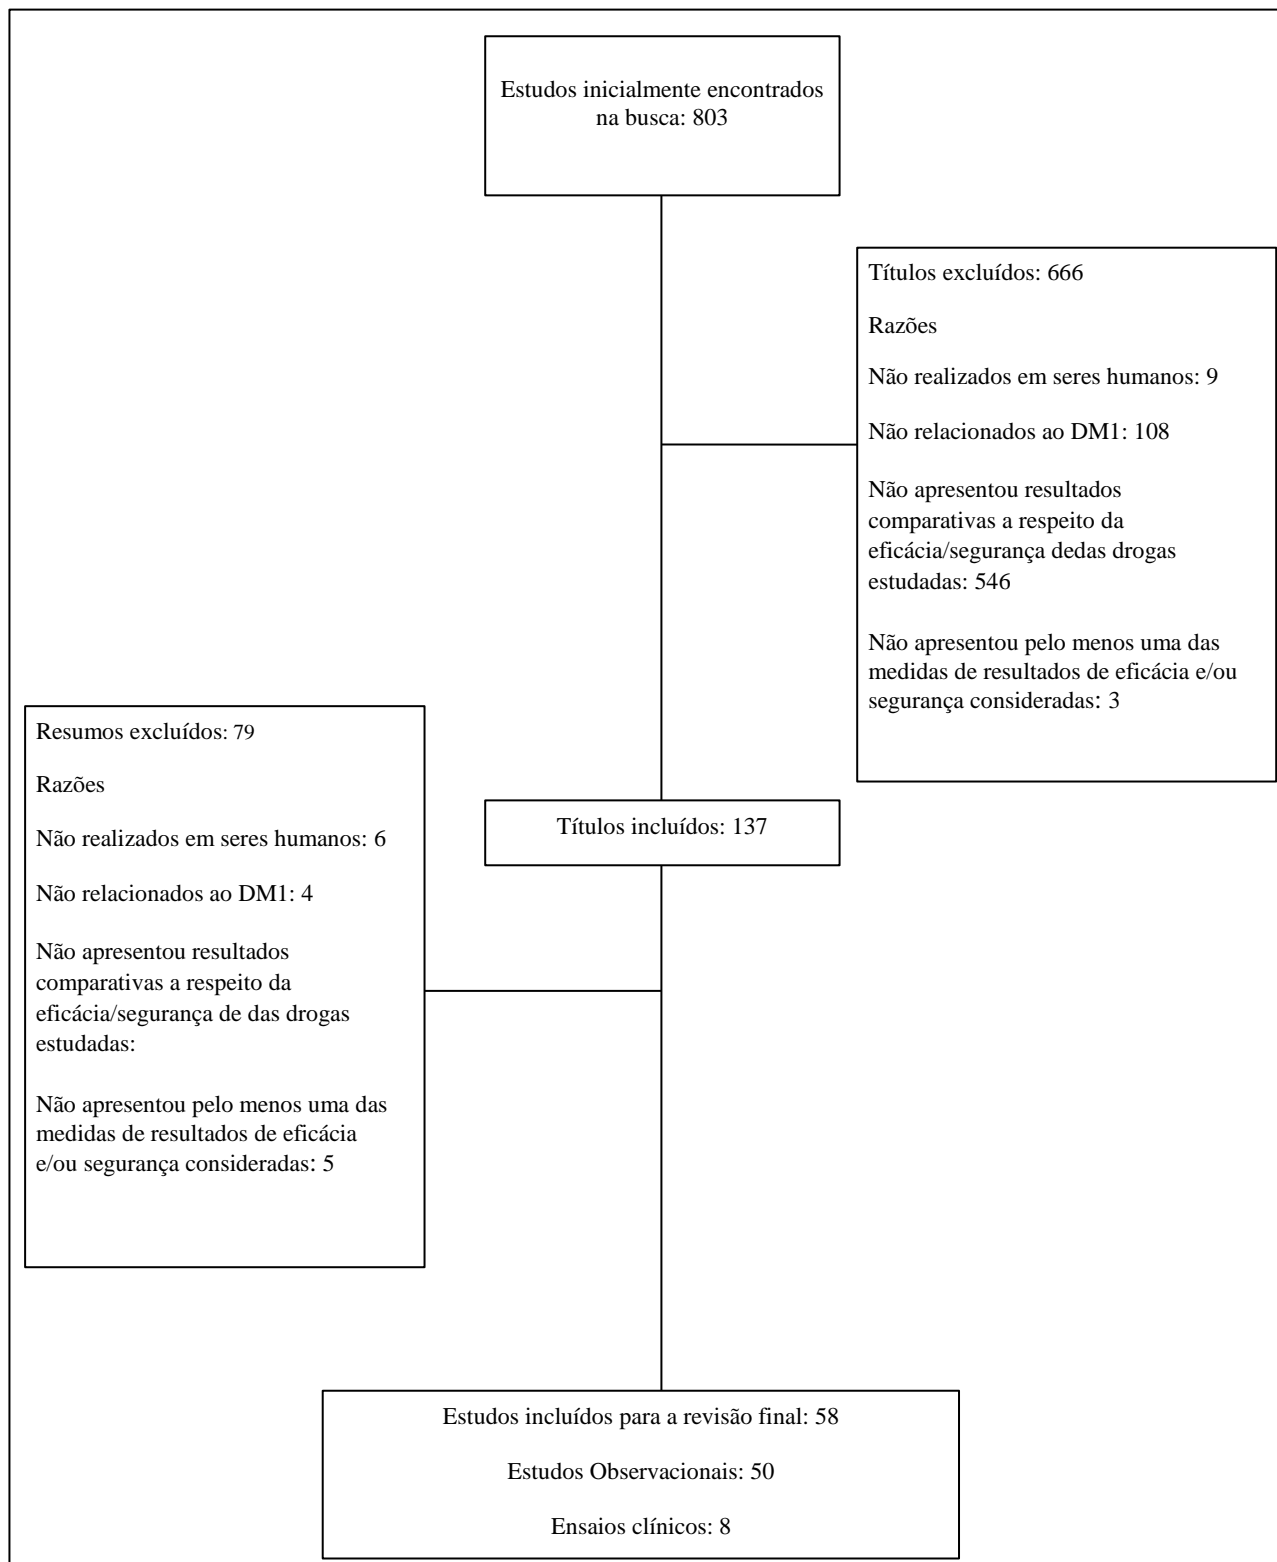 Estudos inicialmente encontrados
na busca: 803
Títulos excluídos: 666
Razões
Não realizados em seres humanos: 9
Não relacionados ao DM1: 108
Não apresentou resultados
comparativas a respeito da
eficácia/segurança dedas drogas
estudadas: 546
Não apresentou pelo menos uma das
medidas de resultados de eficácia e/ou
segurança consideradas: 3
Resumos excluídos: 79
Razões
Não realizados em seres humanos: 6
Não relacionados ao DM1: 4
Não apresentou resultados
comparativas a respeito da
eficácia/segurança de das drogas
estudadas:
Não apresentou pelo menos uma das
medidas de resultados de eficácia
e/ou segurança consideradas: 5
Títulos incluídos: 137
Estudos incluídos para a revisão final: 58
Estudos Observacionais: 50
Ensaios clínicos: 8